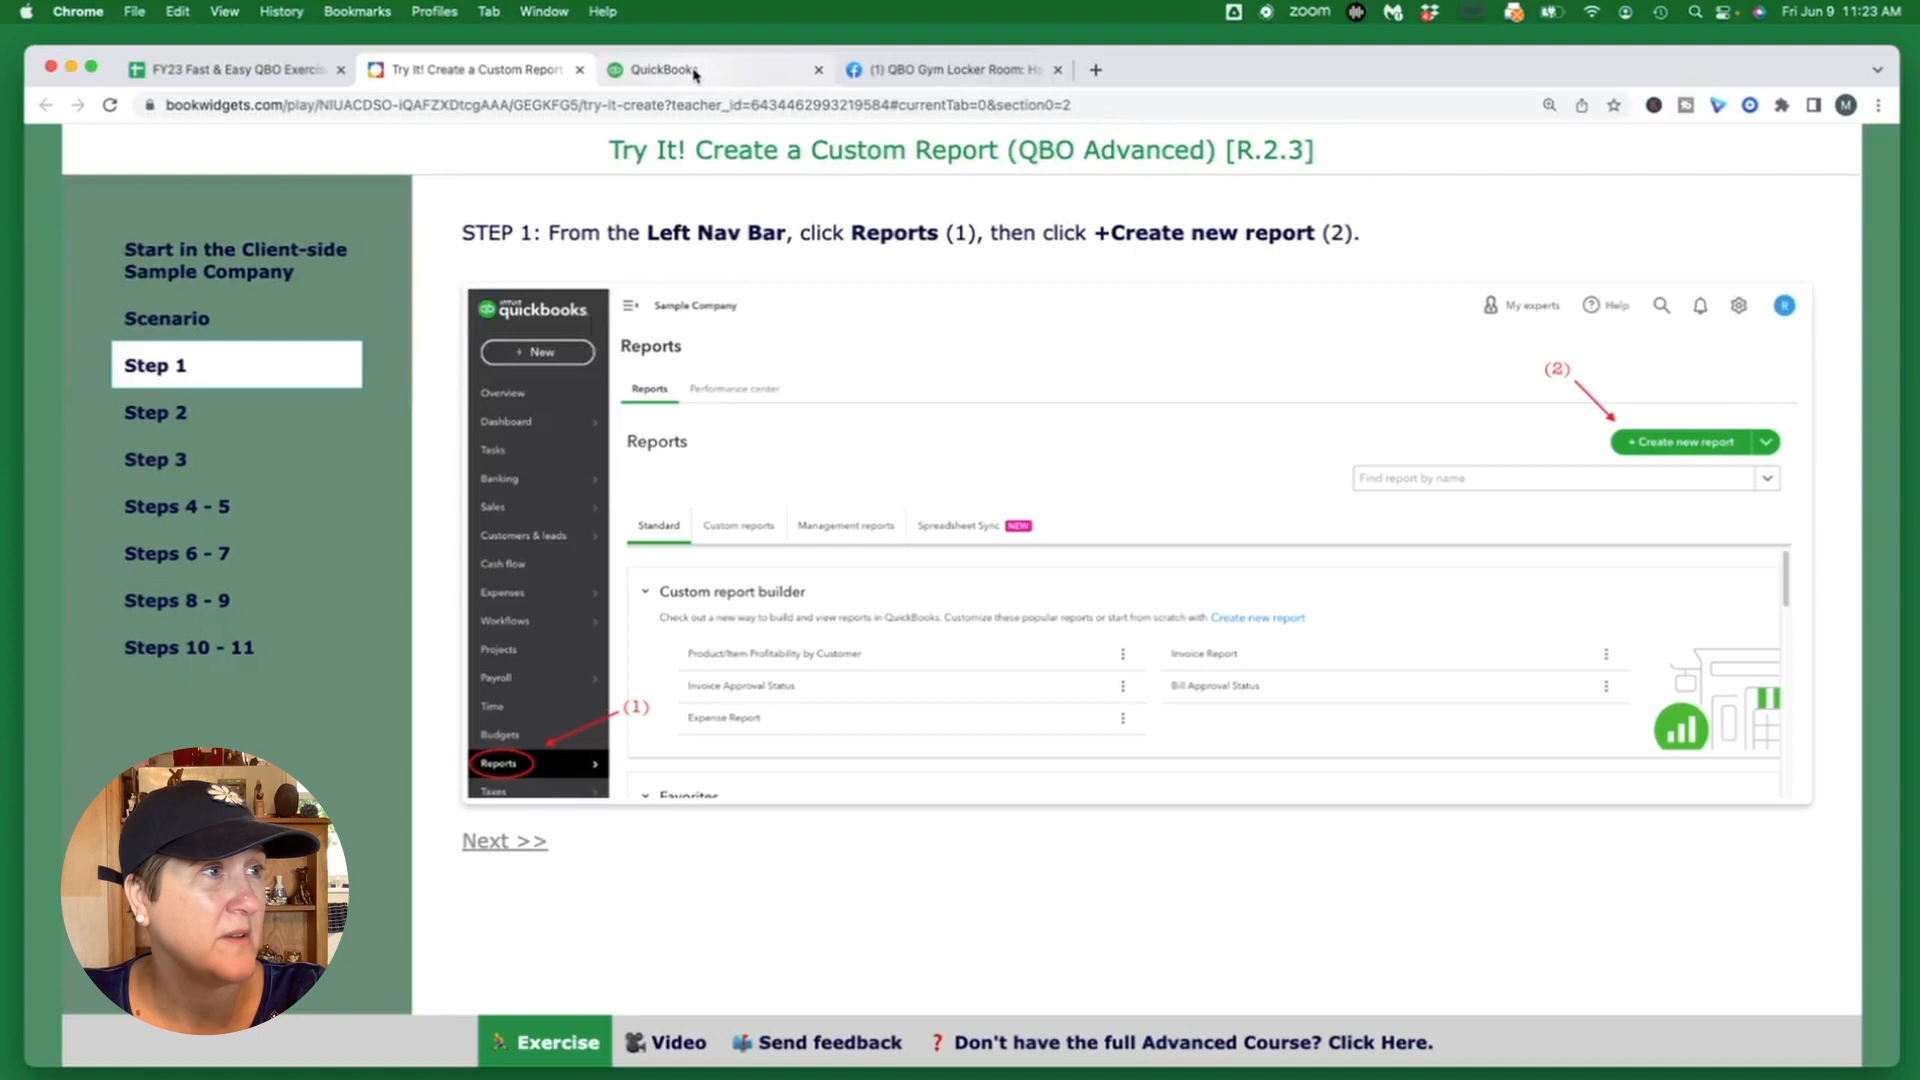 Chrome File Edit View History Bookmarks Profiles Tab Window Help
zoom
Fri Jun 9 11:23 AM
FY23 Fast & Easy QBO Exercis
Try It! Create a Custom Report
QuickBooks
(1) QBO Gym Locker Room: H
bookwidgets.com/play/NIUACDSO-iQAFZXDtcgAAA/GEGKFG5/try-it-create?teacher_id=6434462993219584#currentTab=0&section0=2
M
Try It! Create a Custom Report (QBO Advanced) [R.2.3]
Start in the Client-side
Sample Company
Scenario
Step 1
Step 2
Step 3
Steps 4 - 5
Steps 6 - 7
Steps 8 - 9
Steps 10 - 11
STEP 1: From the Left Nav Bar, click Reports (1), then click +Create new report (2).
qb INTUIT quickbooks.
+ New
Overview
Dashboard
Tasks
Banking
Sales
Customers & leads
Cash flow
Expenses
Workflows
Projects
Payroll
Time
Budgets
Reports
Taxes
(1)
Sample Company
My experts
Help
R
Reports
Reports Performance center
(2)
Reports
+ Create new report
Find report by name
Standard Custom reports Management reports Spreadsheet Sync NEW
Custom report builder
Check out a new way to build and view reports in QuickBooks. Customize these popular reports or start from scratch with Create new report
Product/Item Profitability by Customer
Invoice Report
Invoice Approval Status
Bill Approval Status
Expense Report
Favorites
Next >>
Exercise
Video
Send feedback
Don't have the full Advanced Course? Click Here.